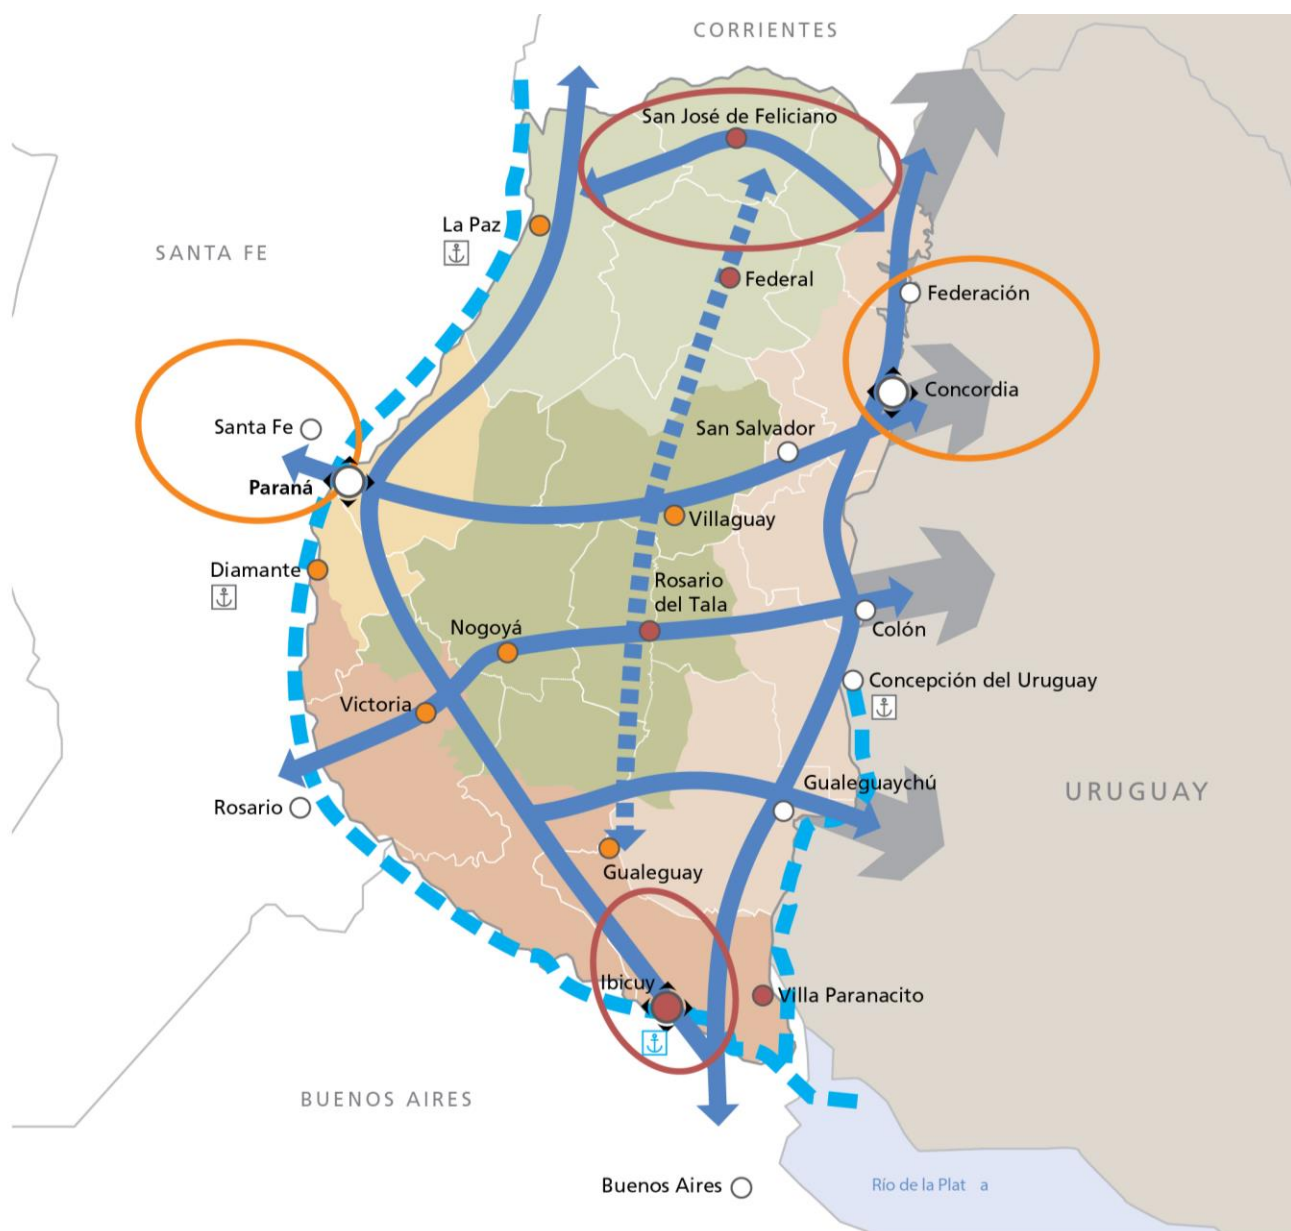 CORRIENTES
San José de Feliciano
La Paz
SANTA FE
Federal
Federación
Concordia
Santa Fe
San Salvador
Paraná
Villaguay
Diamante
Rosario
del Tala
Nogoyá
Colón
Concepción del Uruguay
Victoria
Gualeguaychú
URUGUAY
Rosario
Gualeguay
Ibicuy
Villa Paranacito
BUENOS AIRES
Buenos Aires
Río de la Plat a